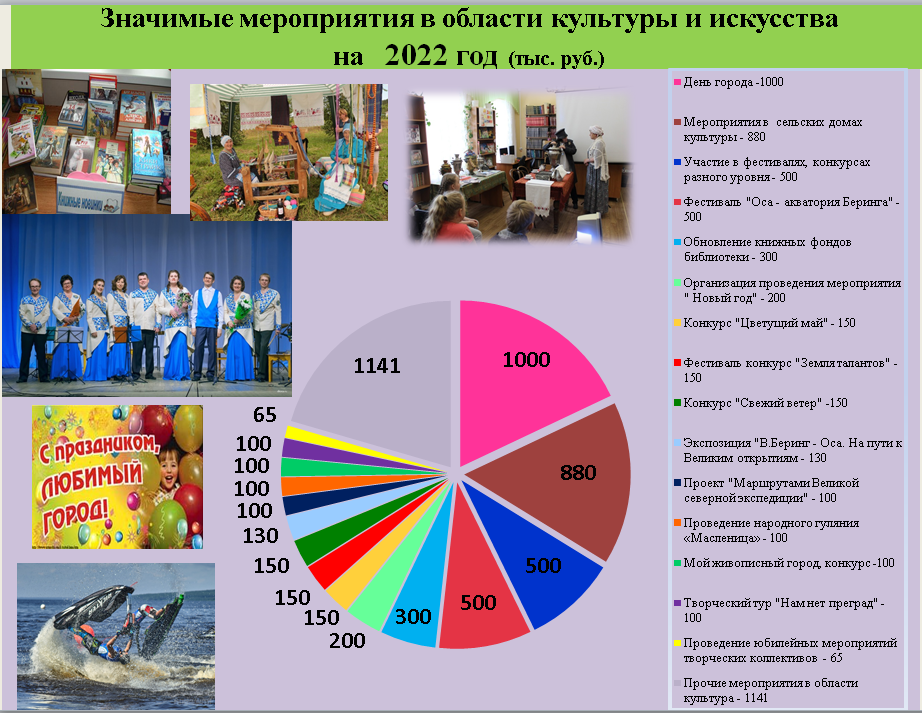 Значимые мероприятия в области культуры и искусства
на 2022 год (тыс. руб.)
Книжные новинки
С праздником,
ЛЮБИМЫЙ
ГОРОД!
1000
880
500
500
300
200
150
150
150
130
100
100
100
100
65
1141
День города -1000
Мероприятия в сельских домах
культуры - 880
Участие в фестивалях, конкурсах
разного уровня - 500
Фестиваль "Оса - акватория Беринга" -
500
Обновление книжных фондов
библиотеки - 300
Организация проведения мероприятия
" Новый год" - 200
Конкурс "Цветущий май" - 150
Фестиваль конкурс "Земля талантов" -
150
Конкурс "Свежий ветер" -150
Экспозиция "В.Беринг - Оса. На пути к
Великим открытиям - 130
Проект "Маршрутами Великой
северной экспедиции" - 100
Проведение народного гуляния
«Масленица» - 100
Мой живописный город, конкурс -100
Творческий тур "Нам нет преград" -
100
Проведение юбилейных мероприятий
творческих коллективов - 65
Прочие мероприятия в области
культура - 1141